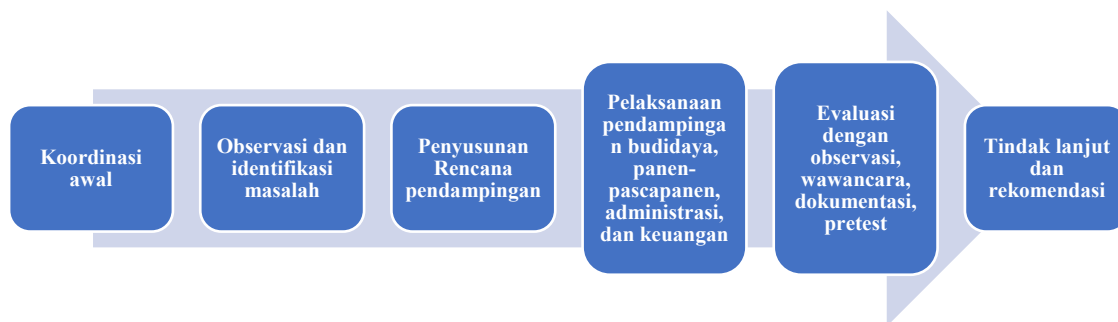 Koordinasi
awal
Observasi dan
identifikasi
masalah
Penyusunan
Rencana
pendampingan
Pelaksanaan
pendampinga
n budidaya,
panen-
pascapanen,
administrasi,
dan keuangan
Evaluasi
dengan
observasi,
wawancara,
dokumentasi,
pretest
Tindak lanjut
dan
rekomendasi